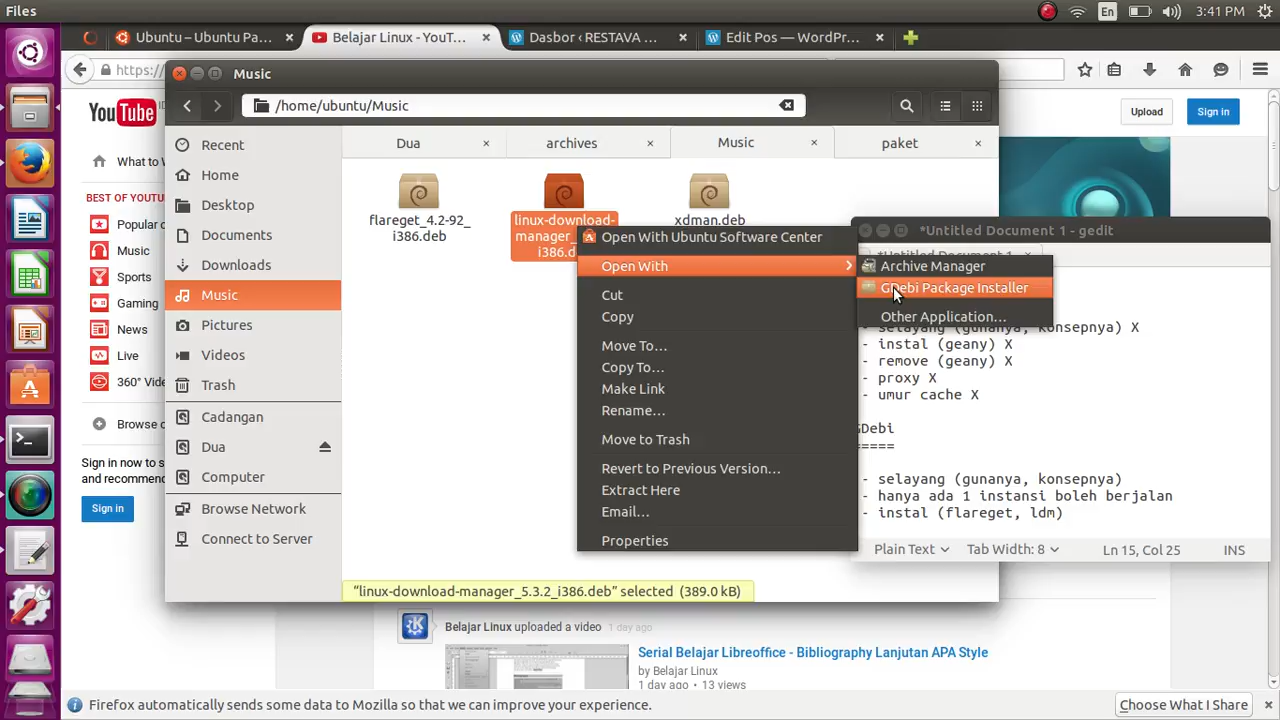 Files
En
3:41 PM
Ubuntu – Ubuntu Pa...
Belajar Linux - YouT...
Dasbor ‹ RESTAVA ...
Edit Pos — WordPr...
https://
YouTube
Upload
Sign in
What to
BEST OF YOUTU
Popular
Music
Sports
Gaming
News
Live
360° Vide
Browse
Sign in now to s
and recommend
Sign in
Music
/home/ubuntu/Music
Recent
Home
Desktop
Documents
Downloads
Music
Pictures
Videos
Trash
Cadangan
Dua
Computer
Browse Network
Connect to Server
Dua
archives
Music
paket
flareget_4.2-92_
i386.deb
linux-download-
manager_
i386.d
xdman.deb
Open With Ubuntu Software Center
Open With
Cut
Copy
Move To…
Copy To…
Make Link
Rename…
Move to Trash
Revert to Previous Version…
Extract Here
Email…
Properties
Archive Manager
GDebi Package Installer
Other Application…
“linux-download-manager_5.3.2_i386.deb” selected (389.0 kB)
*Untitled Document 1 - gedit
*Untitled Document 1
- selayang (gunanya, konsepnya) X
- instal (geany) X
- remove (geany) X
- proxy X
- umur cache X
GDebi
=====
- selayang (gunanya, konsepnya)
- hanya ada 1 instansi boleh berjalan
- instal (flareget, ldm)
Plain Text
Tab Width: 8
Ln 15, Col 25
INS
Belajar Linux uploaded a video 1 day ago
Serial Belajar Libreoffice - Bibliography Lanjutan APA Style
by Belajar Linux
1 day ago • 13 views
Firefox automatically sends some data to Mozilla so that we can improve your experience.
Choose What I Share